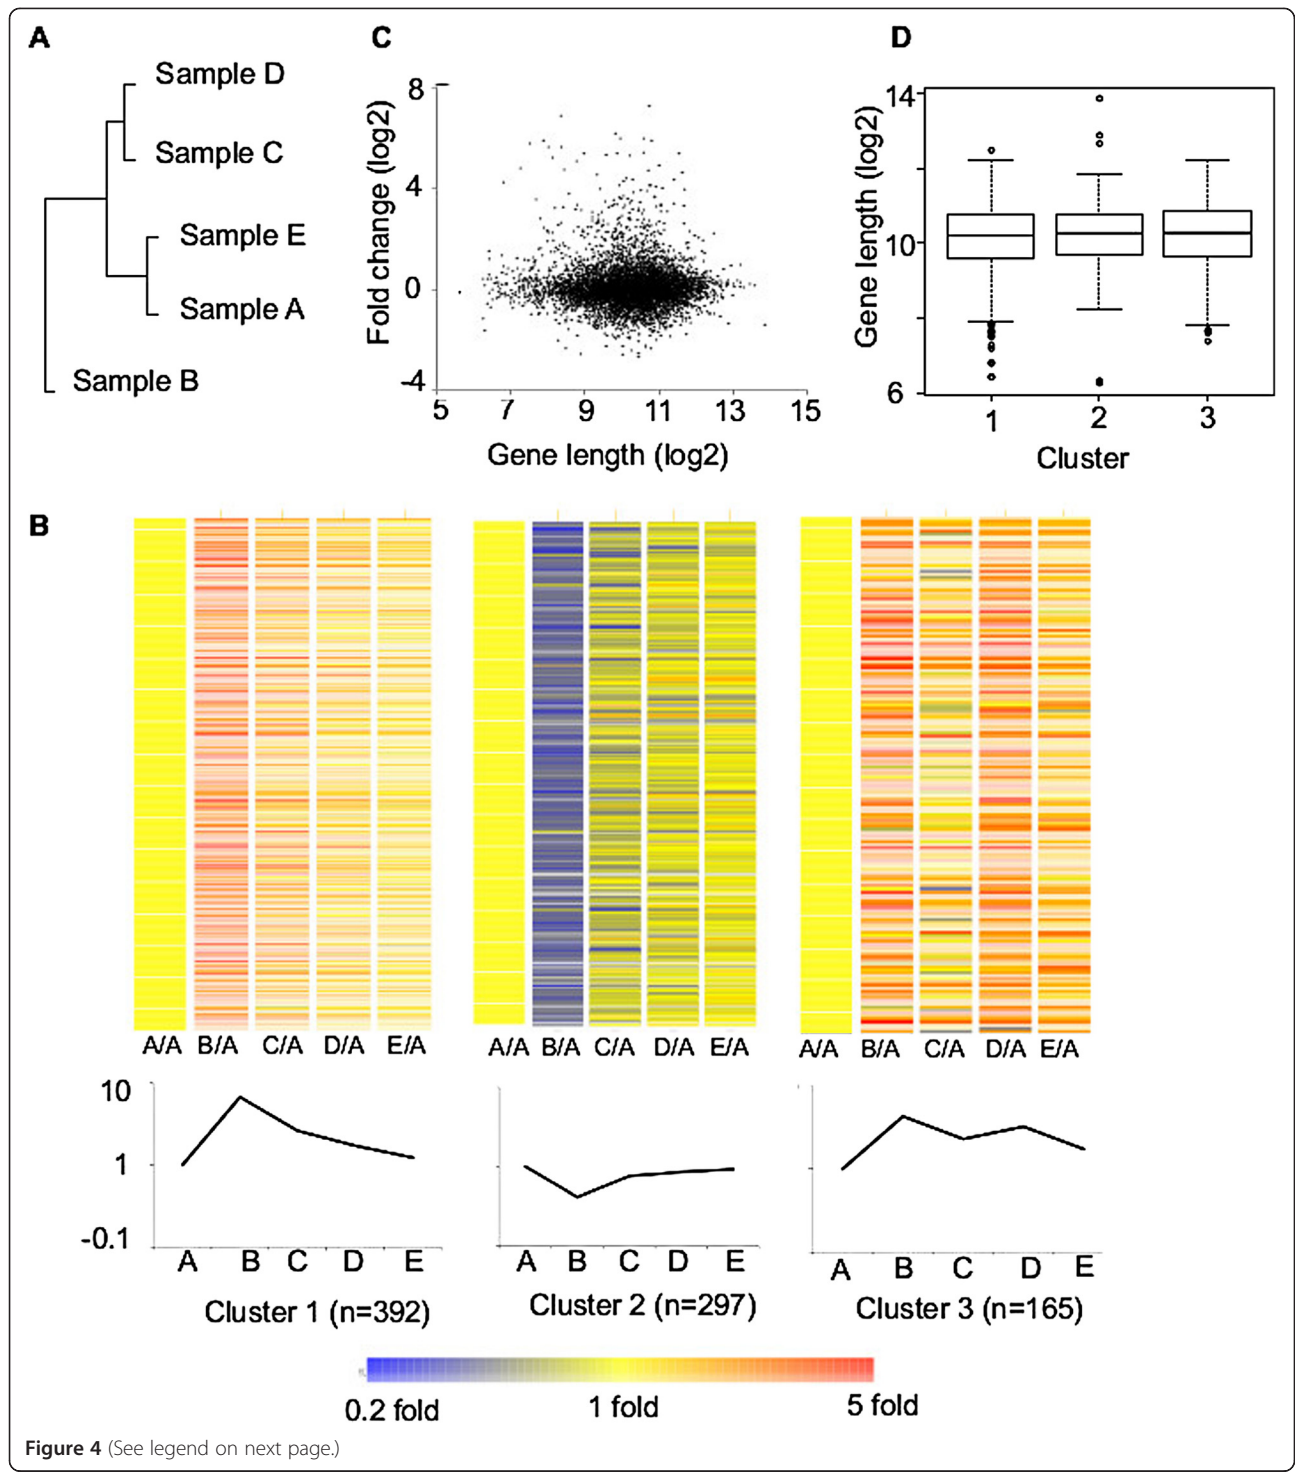 A
Sample D
Sample C
Sample E
Sample A
Sample B
C
Fold change (log2)
8
4
0
-4
5 7 9 11 13 15
Gene length (log2)
D
Gene length (log2)
14
10
6
1 2 3
Cluster
B
A/A B/A C/A D/A E/A
A/A B/A C/A D/A E/A
A/A B/A C/A D/A E/A
10
1
-0.1
A B C D E
A B C D E
A B C D E
Cluster 1 (n=392)
Cluster 2 (n=297)
Cluster 3 (n=165)
0.2 fold 1 fold 5 fold
Figure 4 (See legend on next page.)